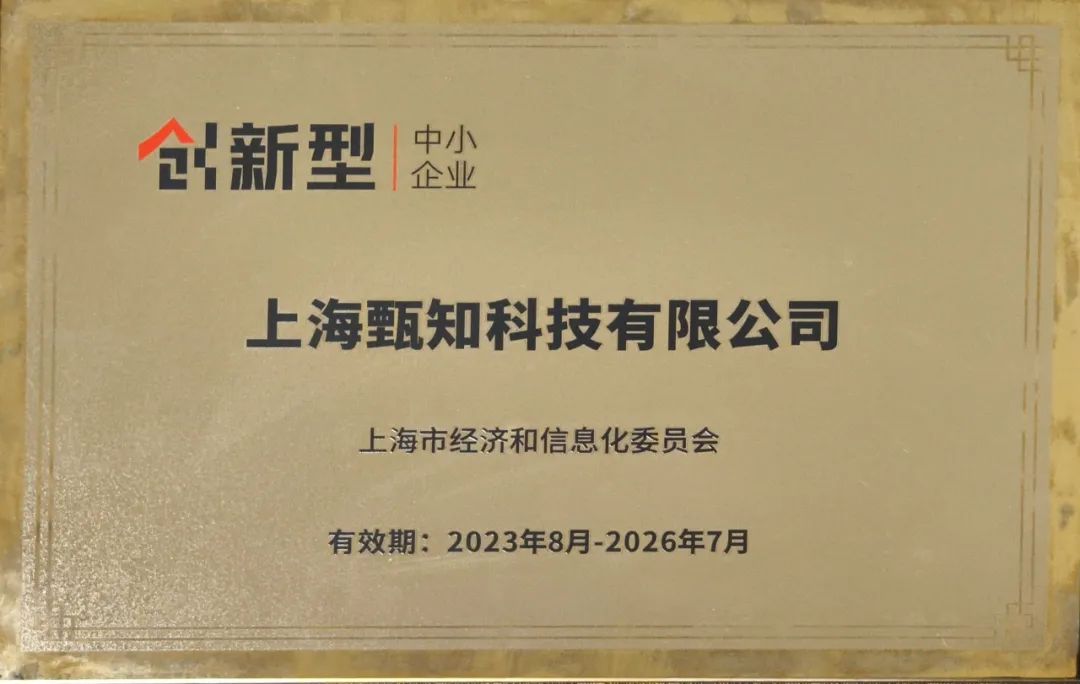 创新型 中小
企业
上海甄知科技有限公司
上海市经济和信息化委员会
有效期：2023年8月-2026年7月